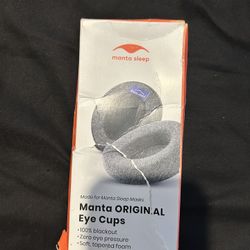 manta sleep
Made for Manta Sleep Masks
Manta ORIGINAL
Eye Cups
•100% blackout
•Zero eye pressure
•Soft, tapered foam